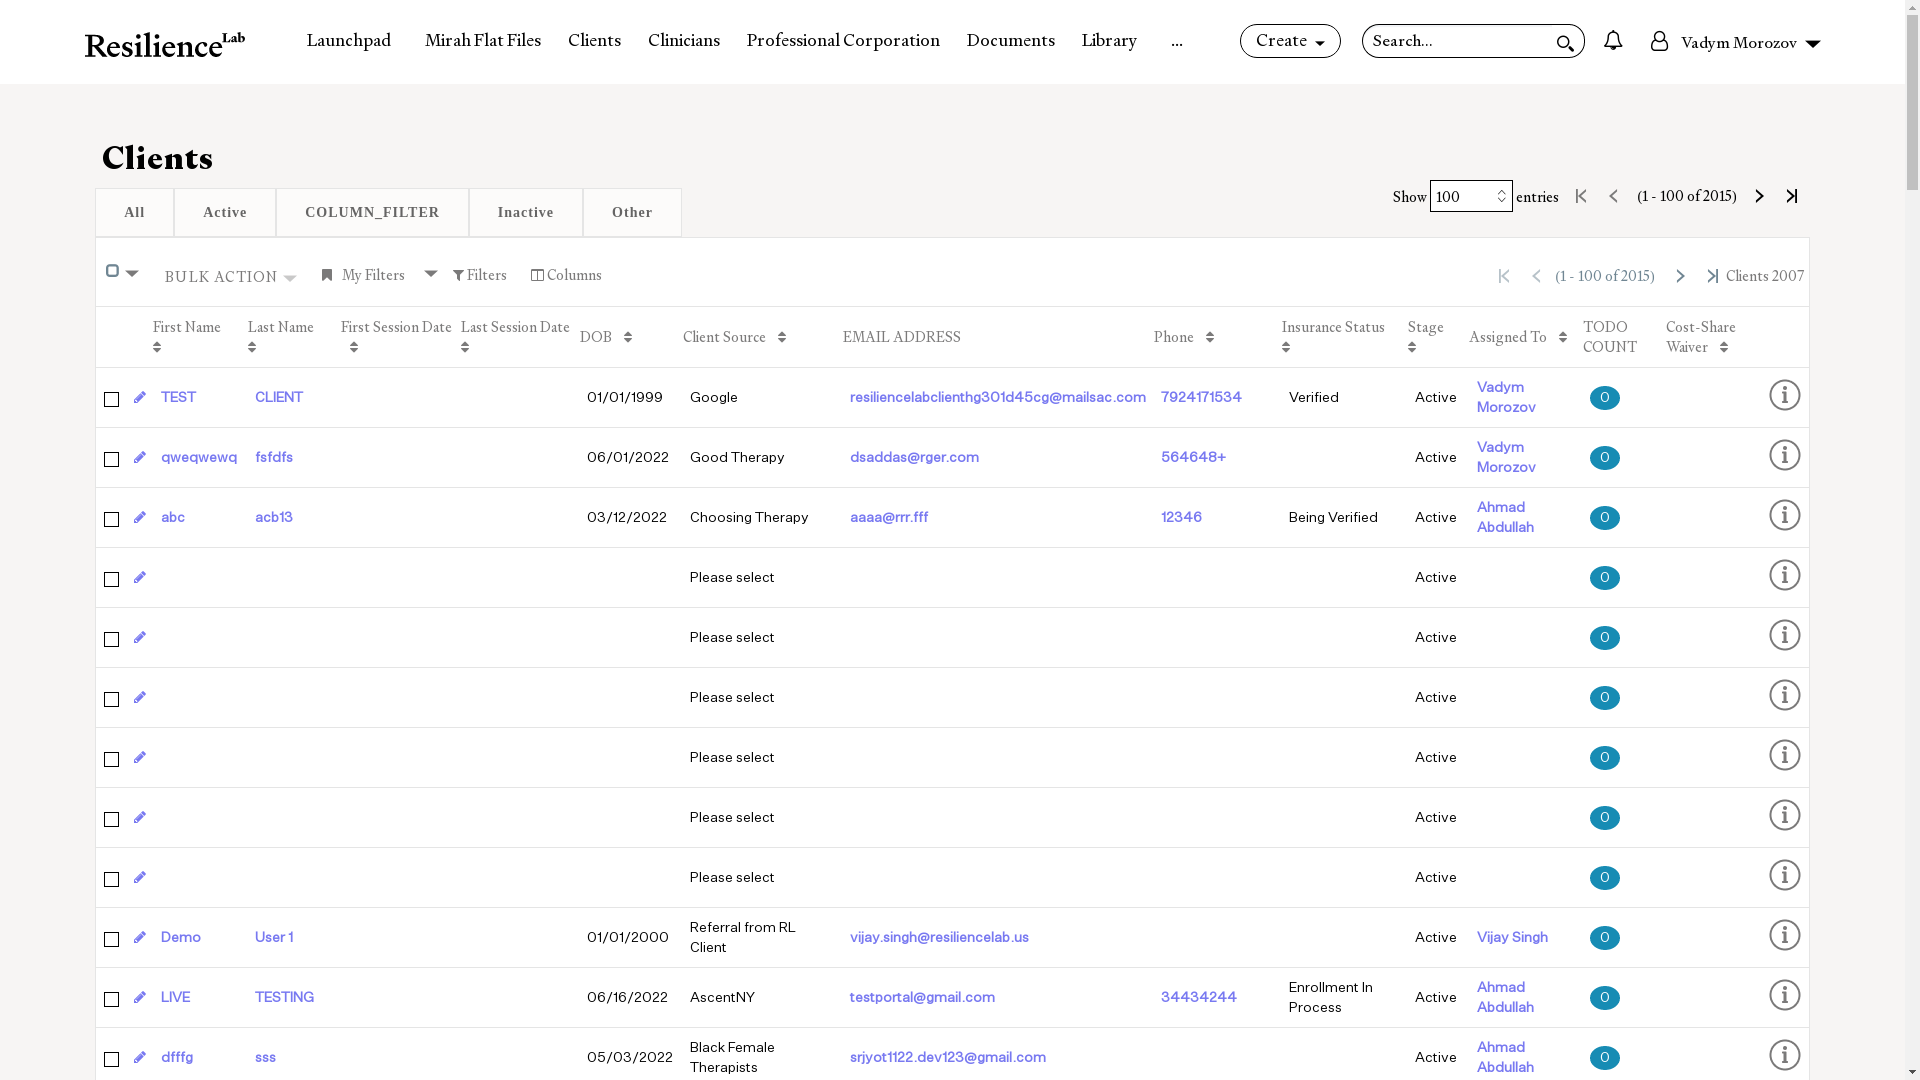 ResilienceLab Launchpad Mirah Flat Files Clients Clinicians Professional Corporation Documents Library ... Create Search... Vadym Morozov
Clients
Show 100 entries (1 - 100 of 2015)
All Active COLUMN_FILTER Inactive Other
BULK ACTION My Filters Filters Columns (1 - 100 of 2015) Clients 2007
First Name Last Name First Session Date Last Session Date DOB Client Source EMAIL ADDRESS Phone Insurance Status Stage Assigned To TODO COUNT Cost-Share Waiver
TEST CLIENT 01/01/1999 Google resiliencelabclienthg301d45cg@mailsac.com 7924171534 Verified Active Vadym Morozov 0
qweqwewq fsfdfs 06/01/2022 Good Therapy dsaddas@rger.com 564648+ Active Vadym Morozov 0
abc acb13 03/12/2022 Choosing Therapy aaaa@rrr.fff 12346 Being Verified Active Ahmad Abdullah 0
Please select Active 0
Please select Active 0
Please select Active 0
Please select Active 0
Please select Active 0
Please select Active 0
Demo User 1 01/01/2000 Referral from RL Client vijay.singh@resiliencelab.us Active Vijay Singh 0
LIVE TESTING 06/16/2022 AscentNY testportal@gmail.com 34434244 Enrollment In Process Active Ahmad Abdullah 0
dfffg sss 05/03/2022 Black Female Therapists srjyot1122.dev123@gmail.com Active Ahmad Abdullah 0